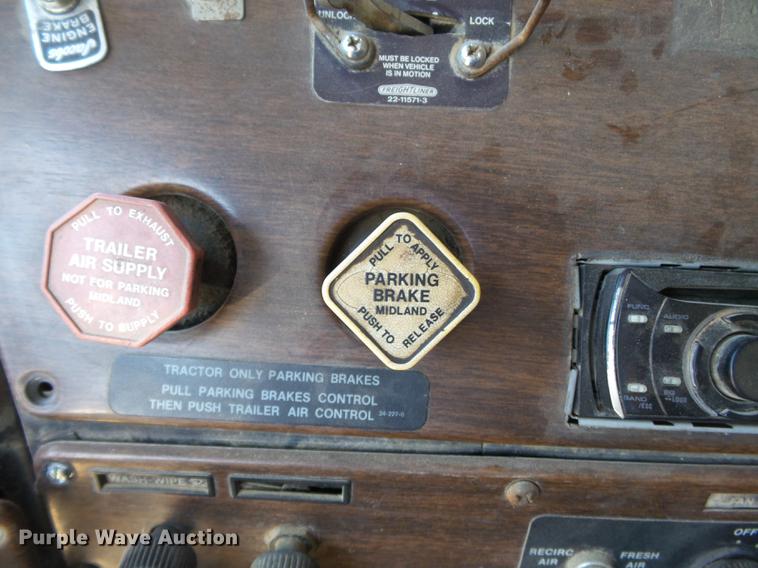 Jacobs
ENGINE
BRAKE
UNLOCK
LOCK
MUST BE LOCKED
WHEN VEHICLE
IS IN MOTION
FREIGHTLINER
22-11571-3
PULL TO EXHAUST
TRAILER
AIR SUPPLY
NOT FOR PARKING
MIDLAND
PUSH TO SUPPLY
PULL TO APPLY
PARKING
BRAKE
MIDLAND
PUSH TO RELEASE
FUNC
AUDIO
BAND
TRACTOR ONLY PARKING BRAKES
PULL PARKING BRAKES CONTROL
THEN PUSH TRAILER AIR CONTROL
WASH-WIPE
RECIRC
AIR
FRESH
AIR
OFF
Purple Wave Auction